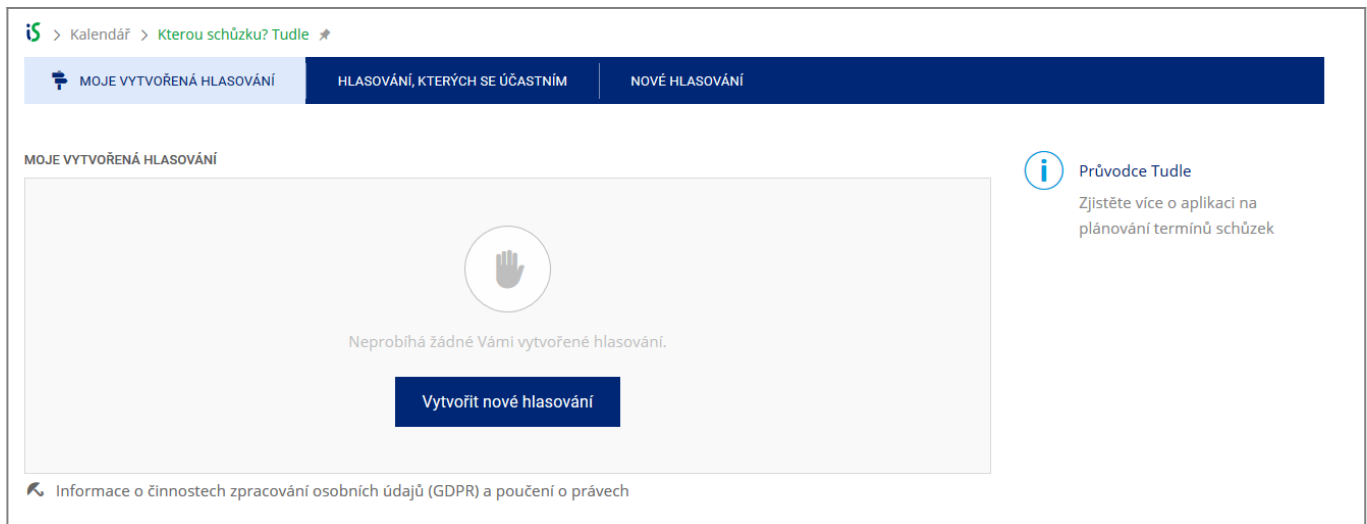 iS > Kalendář > Kterou schůzku? Tudle
MOJE VYTVOŘENÁ HLASOVÁNÍ
HLASOVÁNÍ, KTERÝCH SE ÚČASTNÍM
NOVÉ HLASOVÁNÍ
MOJE VYTVOŘENÁ HLASOVÁNÍ
Neprobíhá žádné Vámi vytvořené hlasování.
Vytvořit nové hlasování
Průvodce Tudle
Zjistěte více o aplikaci na
plánování termínů schůzek
Informace o činnostech zpracování osobních údajů (GDPR) a poučení o právech